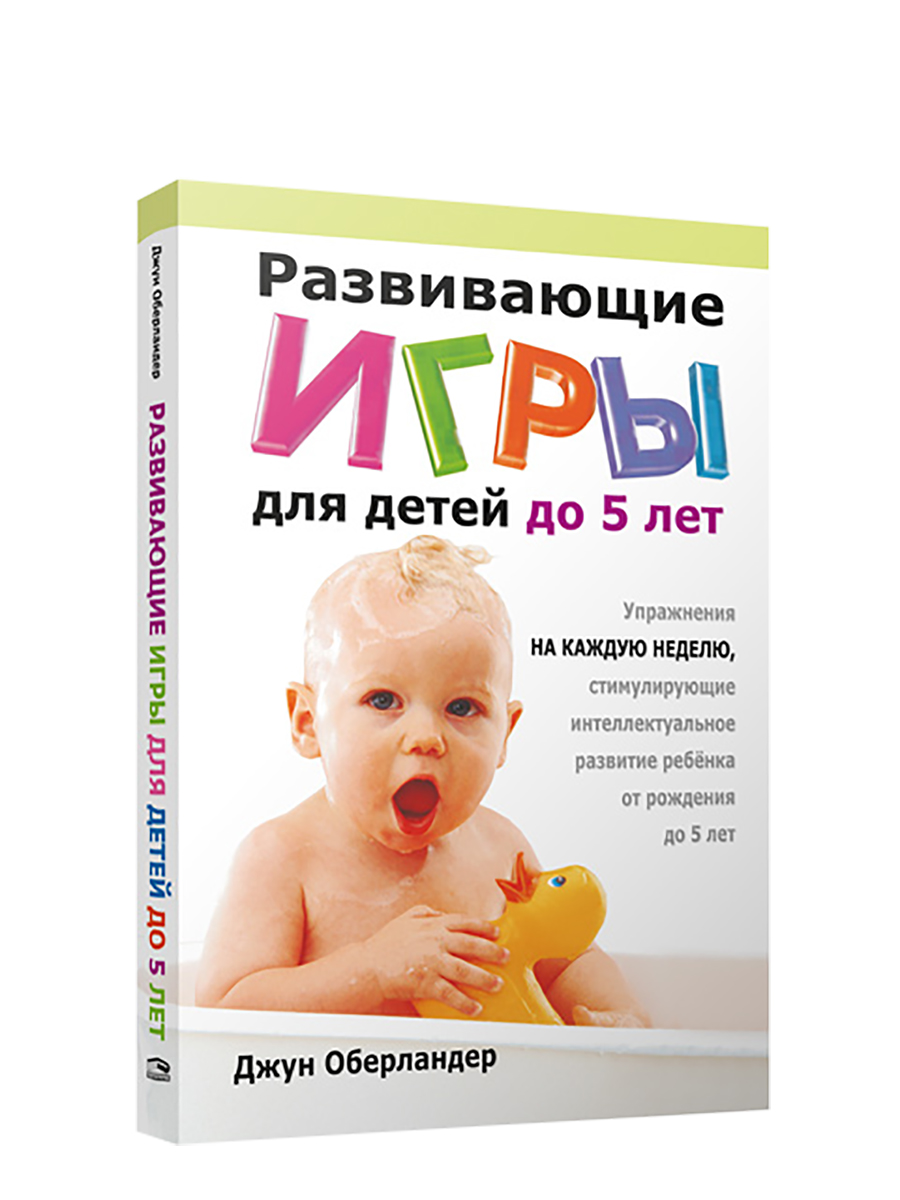 Развивающие
ИГРЫ
для детей до 5 лет
Упражнения
НА КАЖДУЮ НЕДЕЛЮ,
стимулирующие
интеллектуальное
развитие ребёнка
от рождения
до 5 лет
Джун Оберландер
Джун Оберландер
РАЗВИВАЮЩИЕ ИГРЫ ДЛЯ ДЕТЕЙ ДО 5 ЛЕТ